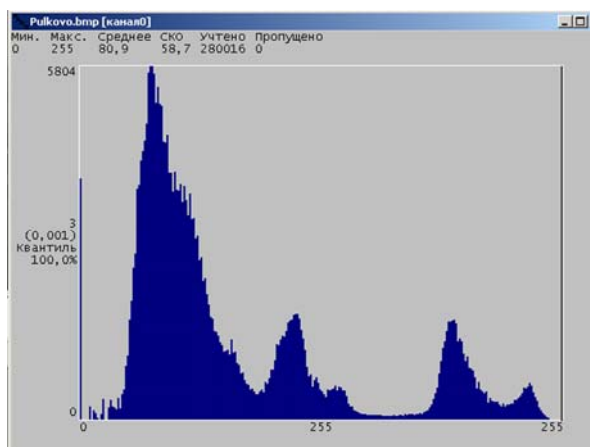 Pulkovo.bmp [канал0]
Мин. Макс. Среднее СКО Учтено Пропущено
0 255 80,9 58,7 280016 0
5804
3
(0,001)
Квантиль
100,0%
0
0 255 255